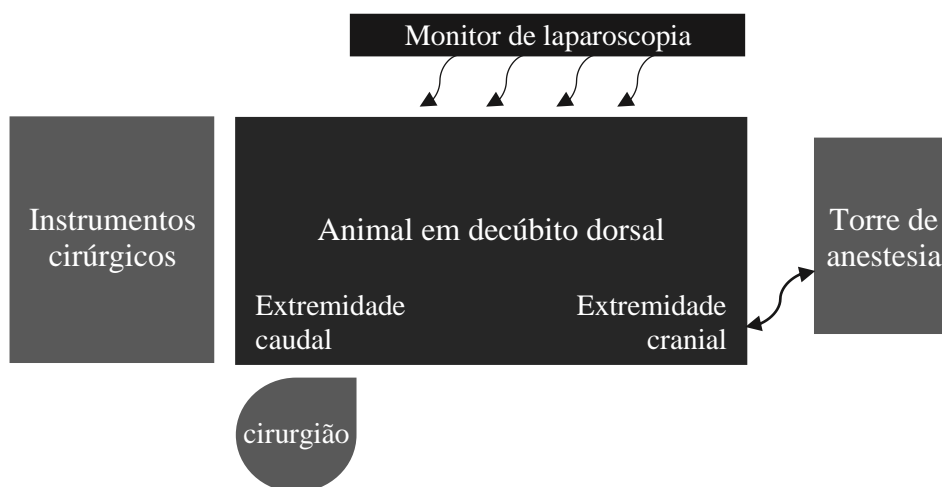 Monitor de laparoscopia
Instrumentos
cirúrgicos
Animal em decúbito dorsal
Torre de
anestesia
Extremidade
caudal
Extremidade
cranial
cirurgião